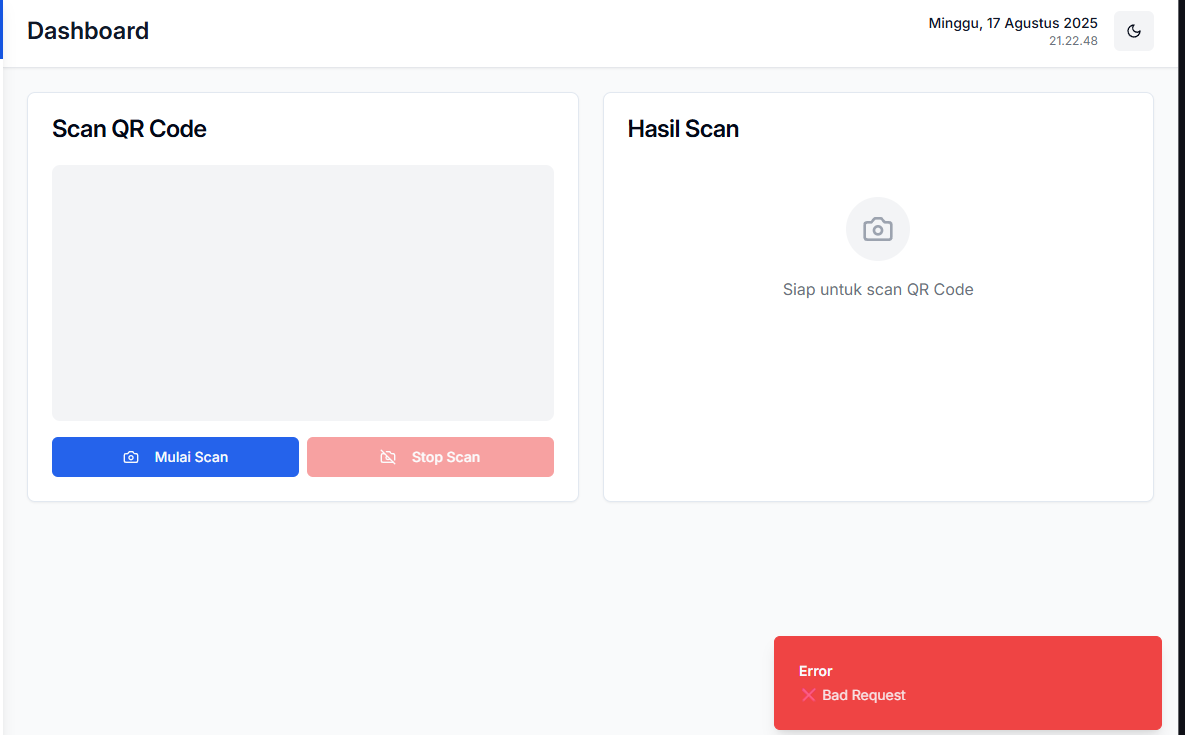 Dashboard
Minggu, 17 Agustus 2025
21.22.48
Scan QR Code
Mulai Scan
Stop Scan
Hasil Scan
Siap untuk scan QR Code
Error
❌ Bad Request